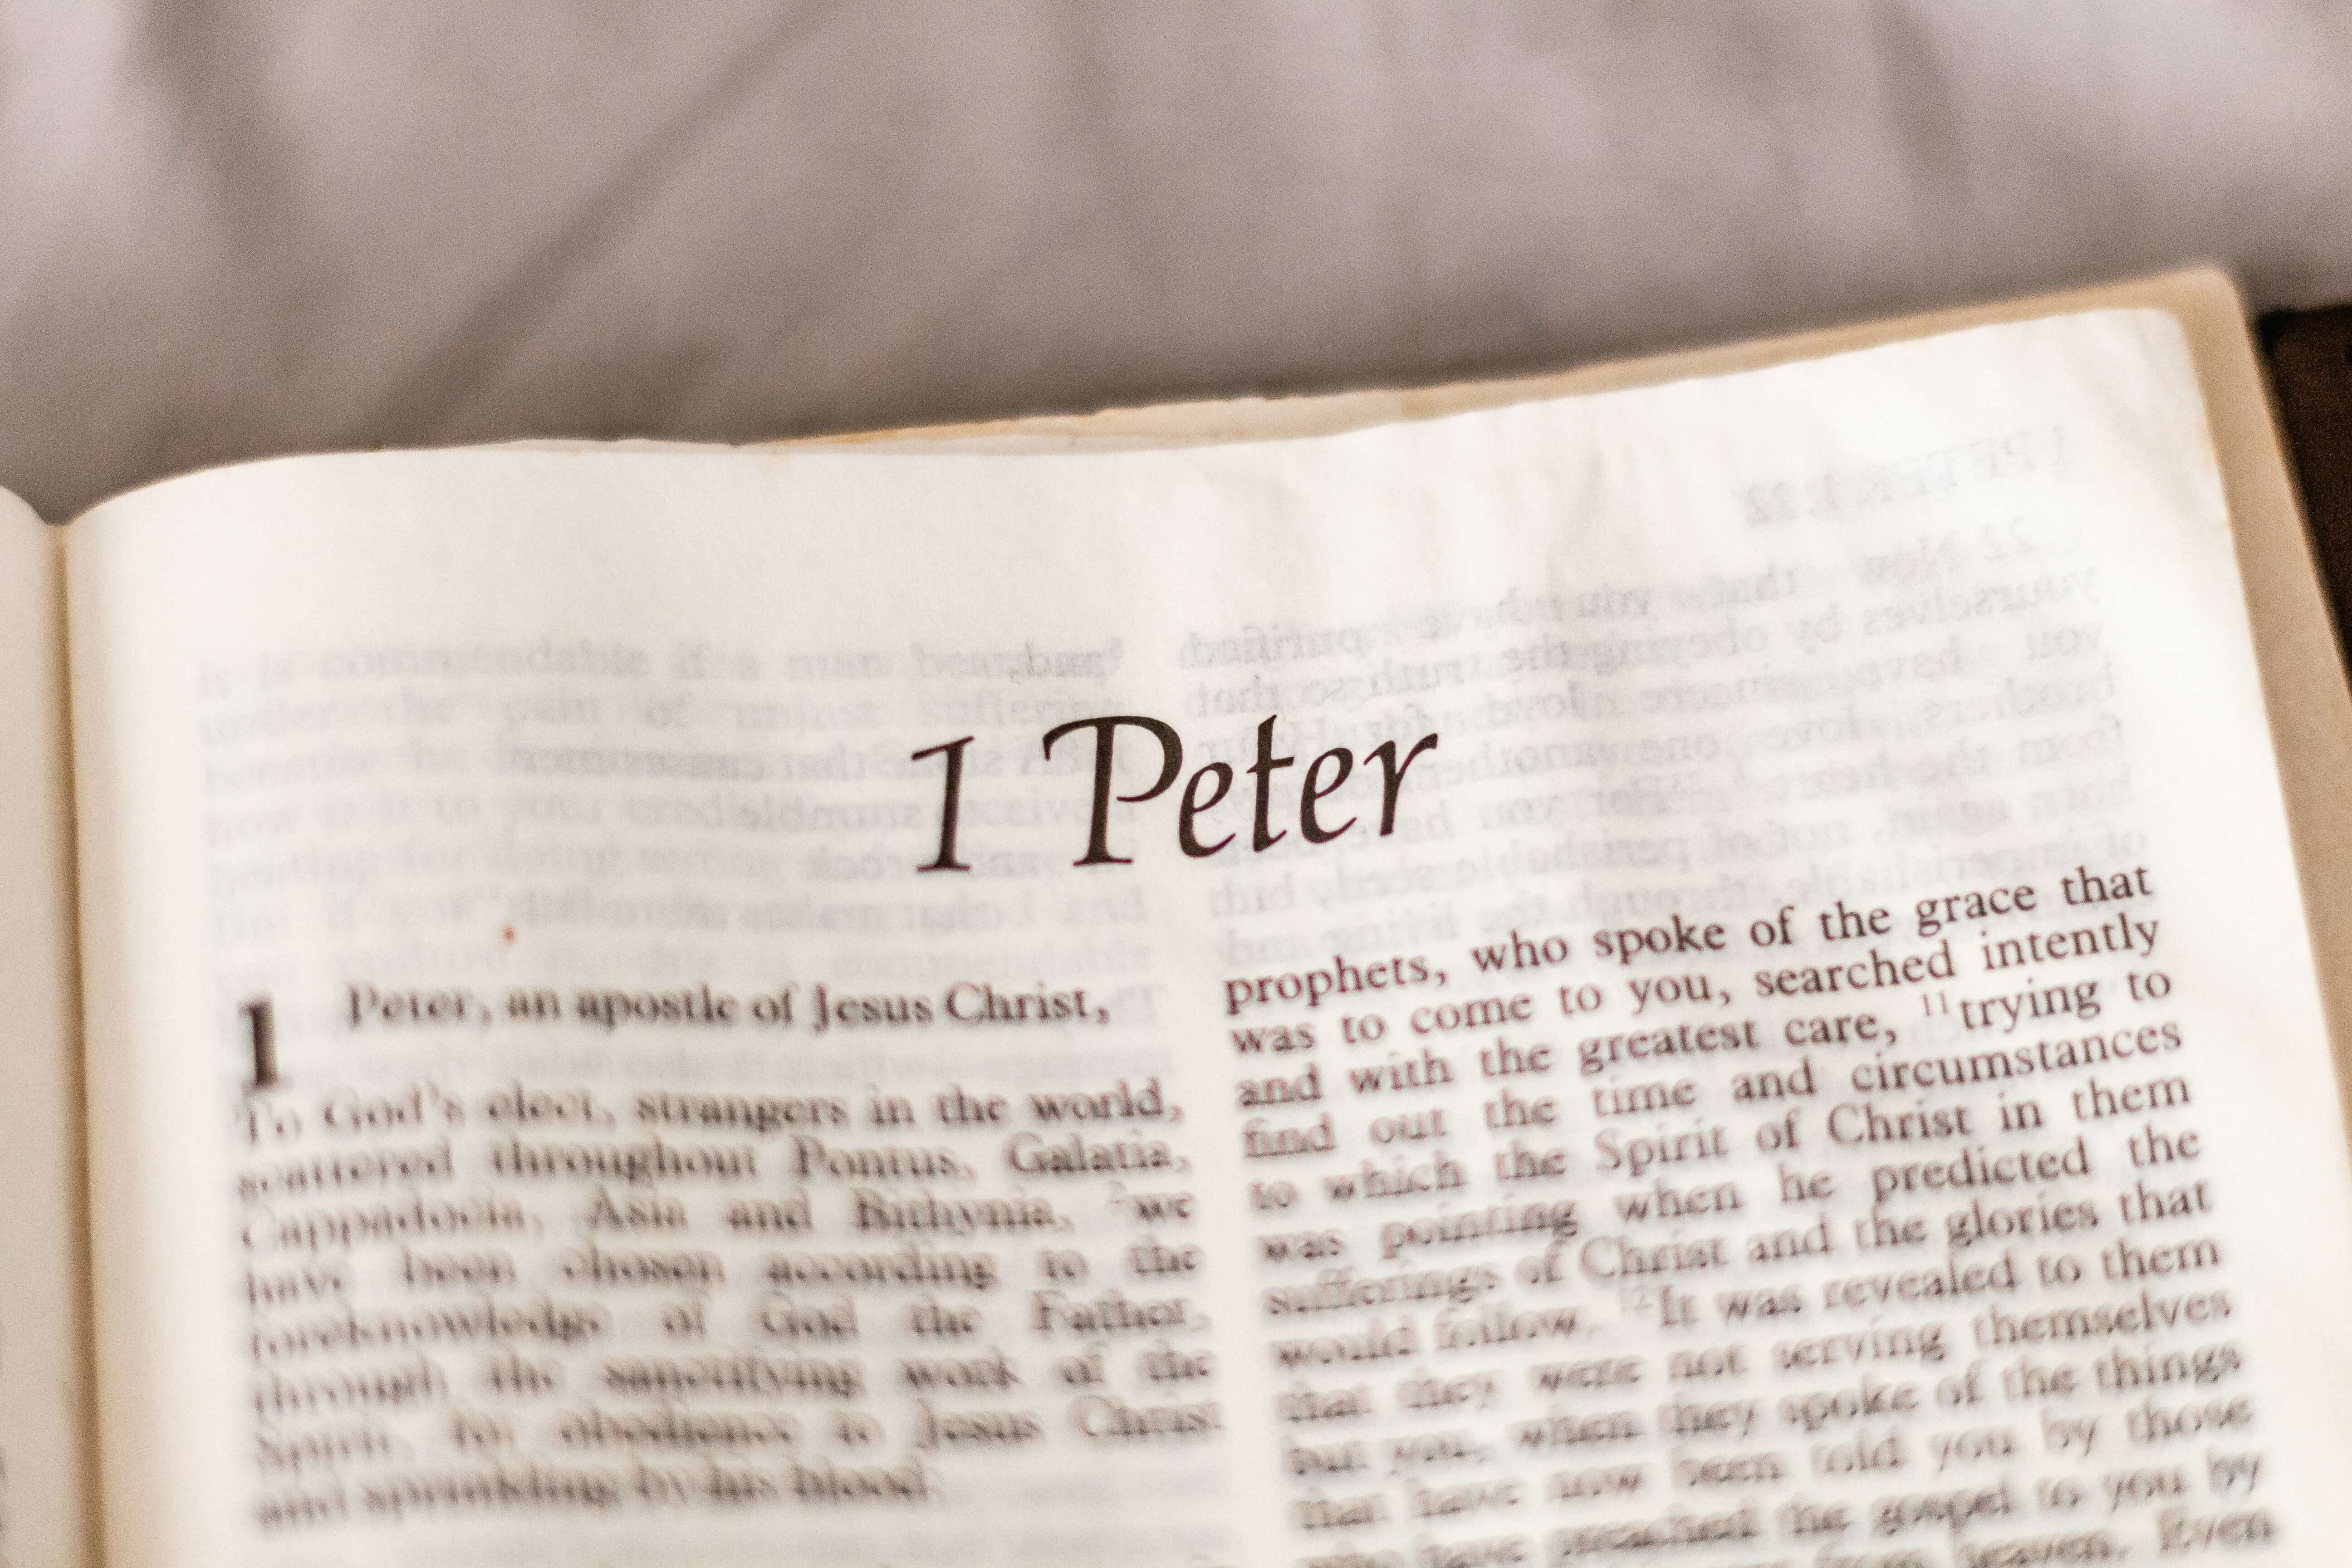 1 Peter
1 Peter, an apostle of Jesus Christ,
To God's elect, strangers in the world,
scattered throughout Pontus, Galatia,
Cappadocia, Asia and Bithynia, ²we
have been chosen according to the
foreknowledge of God the Father,
through the sanctifying work of the
Spirit, for obedience to Jesus Christ
and sprinkling by his blood.
prophets, who spoke of the grace that
was to come to you, searched intently
and with the greatest care, ¹¹trying to
find out the time and circumstances
to which the Spirit of Christ in them
was pointing when he predicted the
sufferings of Christ and the glories that
would follow. ¹²It was revealed to them
that they were not serving themselves
but you, when they spoke of the things
that have now been told you by those
who have preached the gospel to you by
from heaven. Even